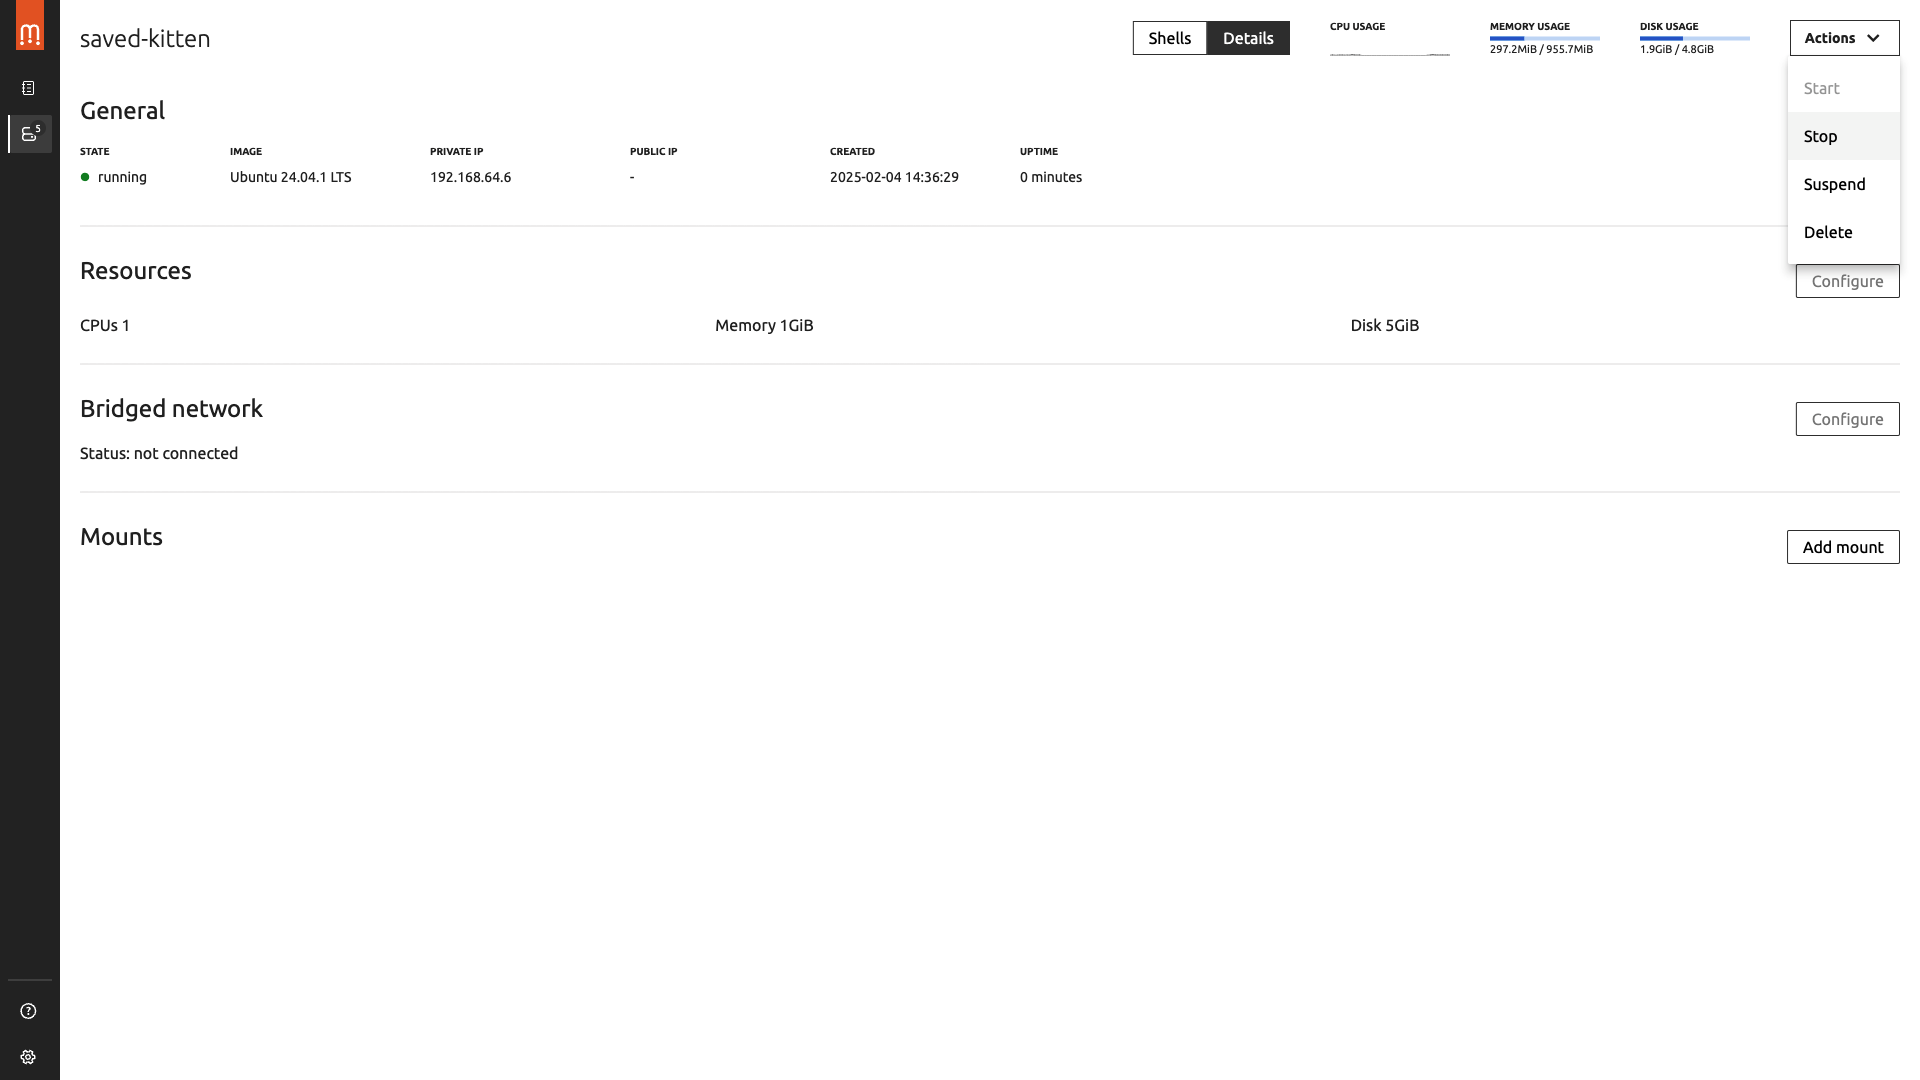 saved-kitten
Shells
Details
CPU USAGE
MEMORY USAGE
297.2MiB / 955.7MiB
DISK USAGE
1.9GiB / 4.8GiB
Actions
Start
Stop
Suspend
Delete
5
General
STATE
running
IMAGE
Ubuntu 24.04.1 LTS
PRIVATE IP
192.168.64.6
PUBLIC IP
-
CREATED
2025-02-04 14:36:29
UPTIME
0 minutes
Resources
Configure
CPUs 1
Memory 1GiB
Disk 5GiB
Bridged network
Configure
Status: not connected
Mounts
Add mount